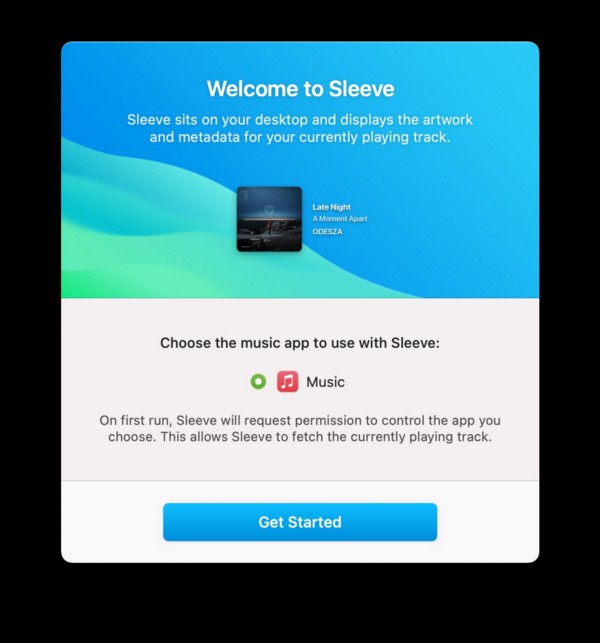 Welcome to Sleeve
Sleeve sits on your desktop and displays the artwork
and metadata for your currently playing track.
Late Night
A Moment Apart
ODESZA
Choose the music app to use with Sleeve:
Music
On first run, Sleeve will request permission to control the app you
choose. This allows Sleeve to fetch the currently playing track.
Get Started